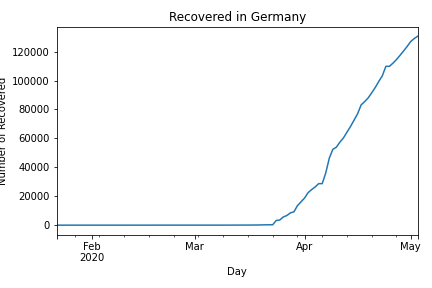 Recovered in Germany
Number of Recovered
120000
100000
80000
60000
40000
20000
0
Feb
2020
Mar
Apr
May
Day